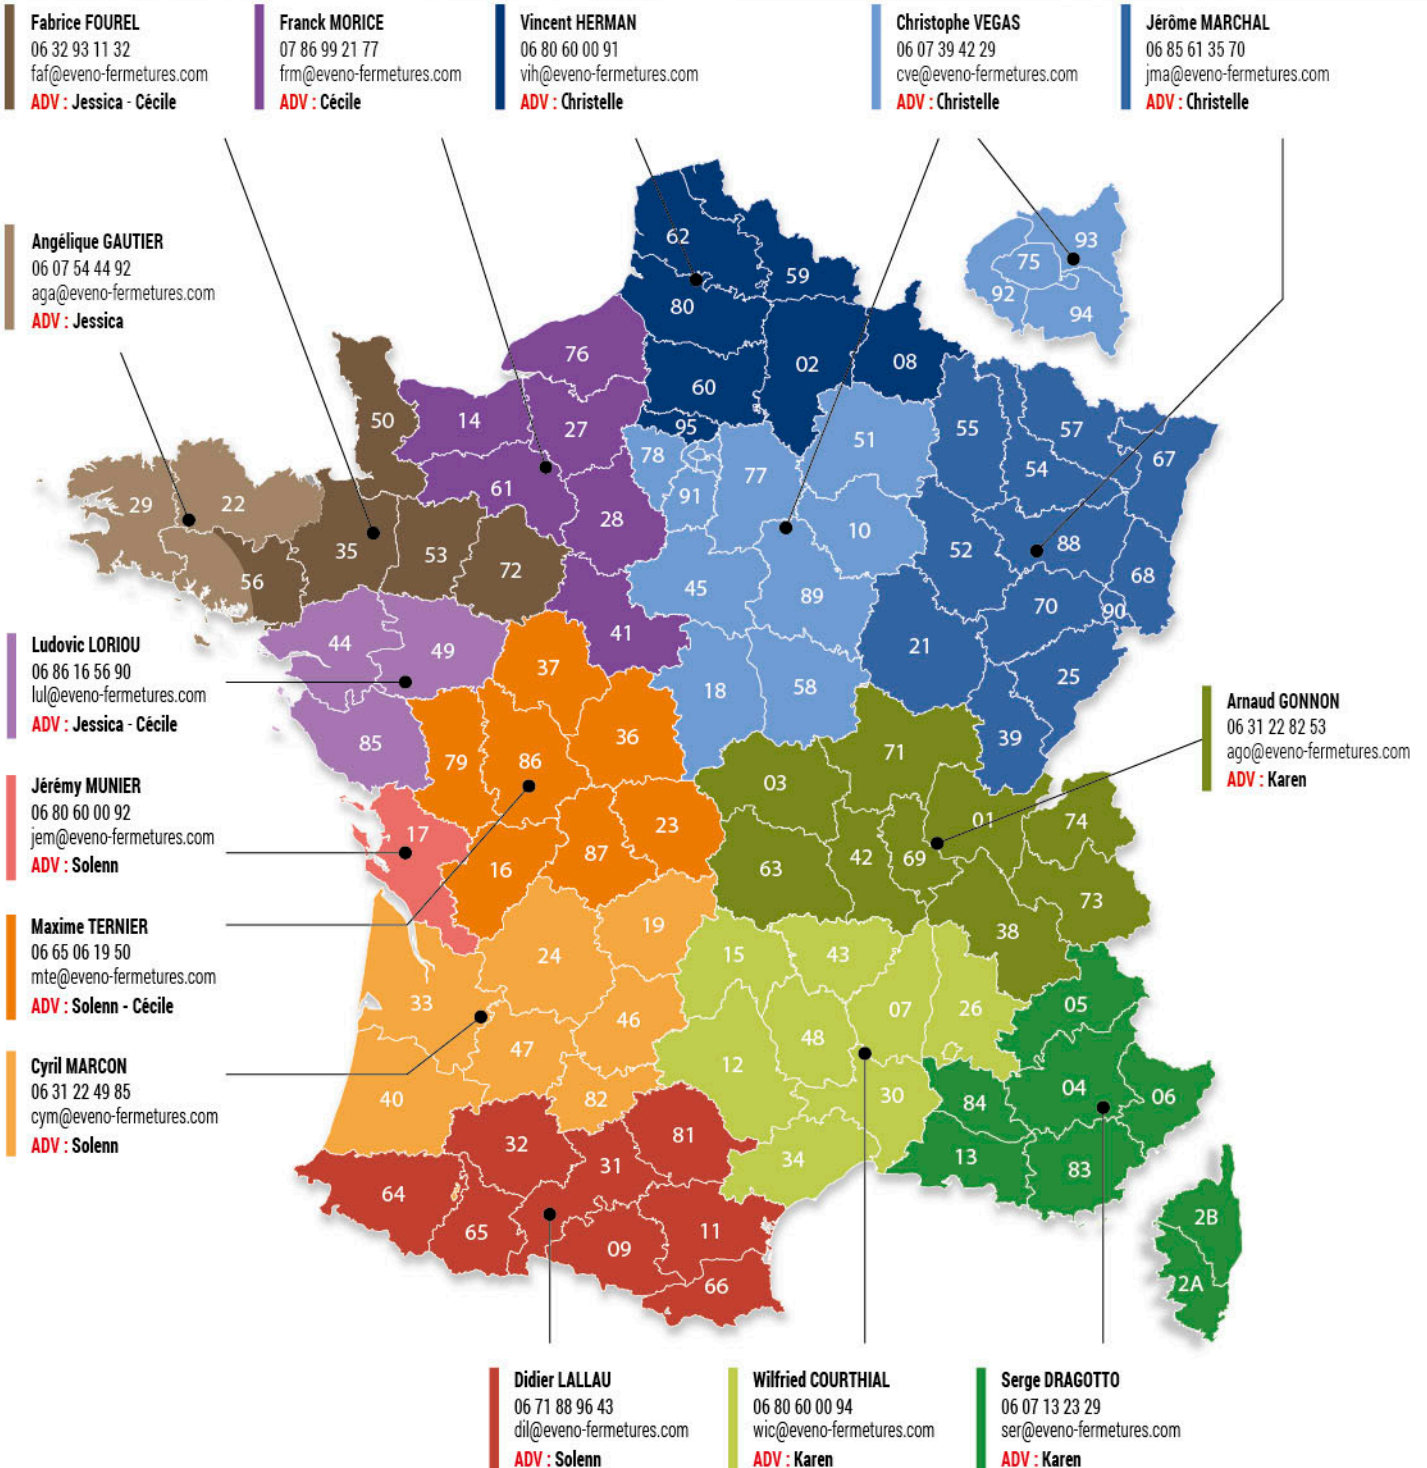 Fabrice FOUREL
06 32 93 11 32
faf@eveno-fermetures.com
ADV : Jessica - Cécile
Franck MORICE
07 86 99 21 77
frm@eveno-fermetures.com
ADV : Cécile
Vincent HERMAN
06 80 60 00 91
vih@eveno-fermetures.com
ADV : Christelle
Christophe VEGAS
06 07 39 42 29
cve@eveno-fermetures.com
ADV : Christelle
Jérôme MARCHAL
06 85 61 35 70
jma@eveno-fermetures.com
ADV : Christelle
Angélique GAUTIER
06 07 54 44 92
aga@eveno-fermetures.com
ADV : Jessica
Ludovic LORIOU
06 86 16 56 90
lul@eveno-fermetures.com
ADV : Jessica - Cécile
Jérémy MUNIER
06 80 60 00 92
jem@eveno-fermetures.com
ADV : Solenn
Maxime TERNIER
06 65 06 19 50
mte@eveno-fermetures.com
ADV : Solenn - Cécile
Cyril MARCON
06 31 22 49 85
cym@eveno-fermetures.com
ADV : Solenn
Arnaud GONNON
06 31 22 82 53
ago@eveno-fermetures.com
ADV : Karen
62
59
80
02
08
60
95
93
75
92
94
76
14
27
50
61
28
41
29
22
56
35
53
72
78
77
91
51
10
45
89
18
58
55
57
54
67
52
88
68
70
90
21
25
39
44
49
85
37
36
79
86
16
87
23
17
03
71
01
74
63
42
69
73
38
19
24
33
46
47
40
82
15
43
07
26
48
12
30
34
05
04
06
84
13
83
2B
2A
32
31
81
64
65
09
11
66
Didier LALLAU
06 71 88 96 43
dil@eveno-fermetures.com
ADV : Solenn
Wilfried COURTHIAL
06 80 60 00 94
wic@eveno-fermetures.com
ADV : Karen
Serge DRAGOTTO
06 07 13 23 29
ser@eveno-fermetures.com
ADV : Karen